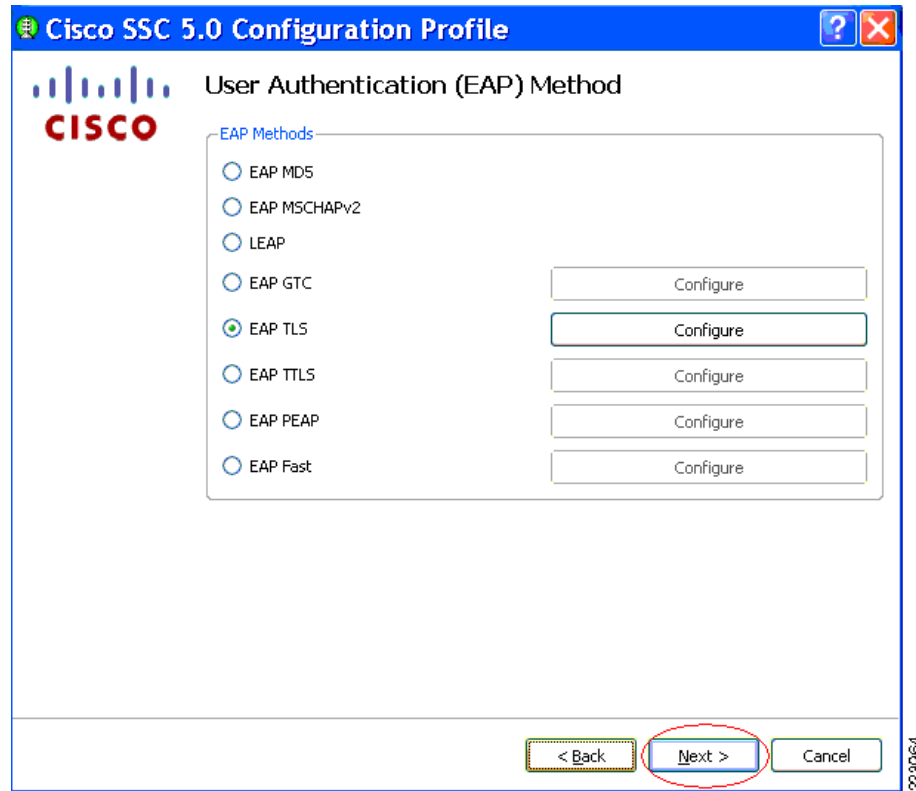 Cisco SSC 5.0 Configuration Profile
?
CISCO
User Authentication (EAP) Method
EAP Methods
EAP MD5
EAP MSCHAPv2
LEAP
EAP GTC Configure
EAP TLS Configure
EAP TTLS Configure
EAP PEAP Configure
EAP Fast Configure
< Back Next > Cancel